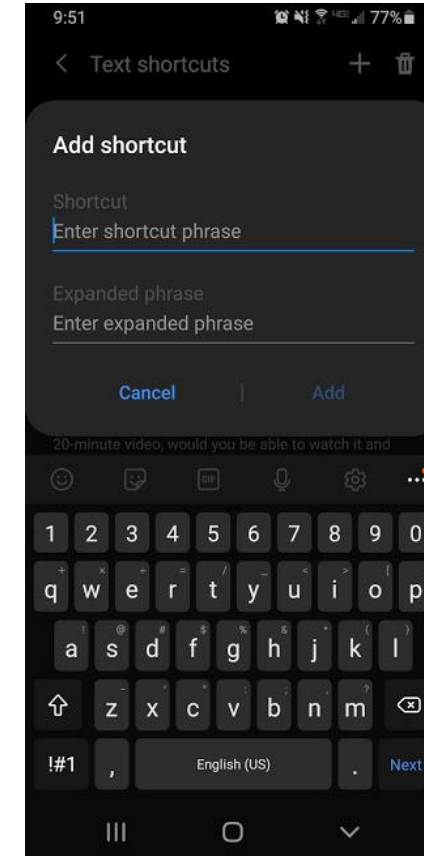 9:51 77%
Text shortcuts
Add shortcut
Shortcut
Enter shortcut phrase
Expanded phrase
Enter expanded phrase
Cancel | Add
20-minute video, would you be able to watch it and
GIF
1 2 3 4 5 6 7 8 9 0
q w e r t y u i o p
a s d f g h j k l
z x c v b n m
!#1 , English (US) . Next